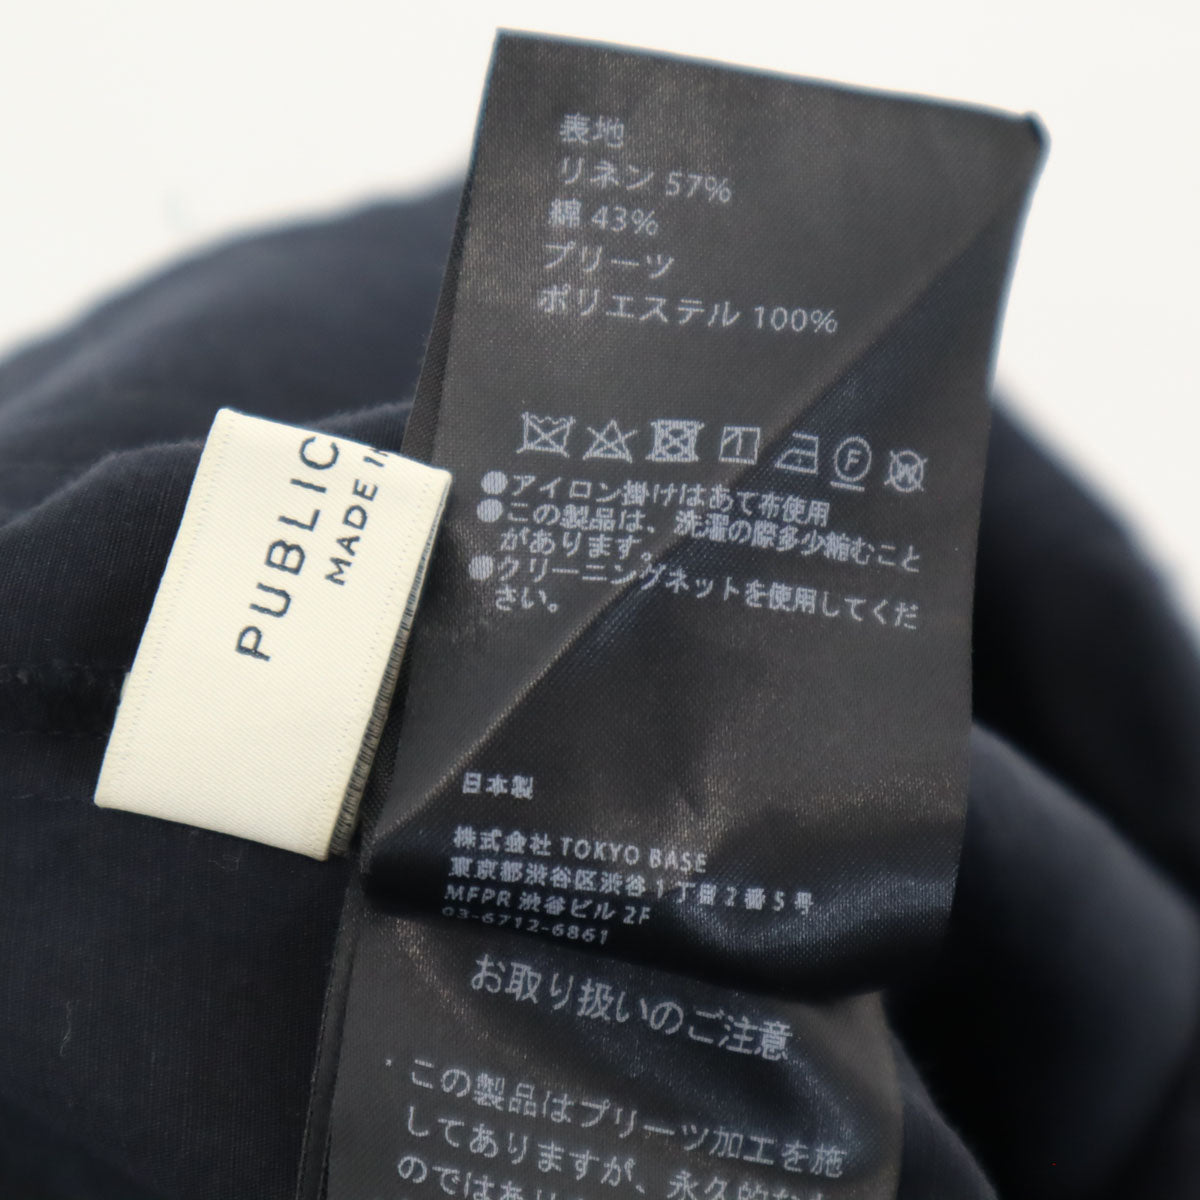 表地
リネン 57%
綿 43%
プリーツ
ポリエステル 100%
F
W
●アイロン掛けはあて布使用
●この製品は、洗濯の際多少縮むこと
があります。
●クリーニングネットを使用してくだ
さい。
日本製
株式会社 TOKYO BASE
東京都渋谷区渋谷1丁目2番5号
MFPR 渋谷ビル 2F
03-6712-6861
お取り扱いのご注意
・この製品はプリーツ加工を施
してありますが、永久的な
のではあり
PUBLIC
MADE IN